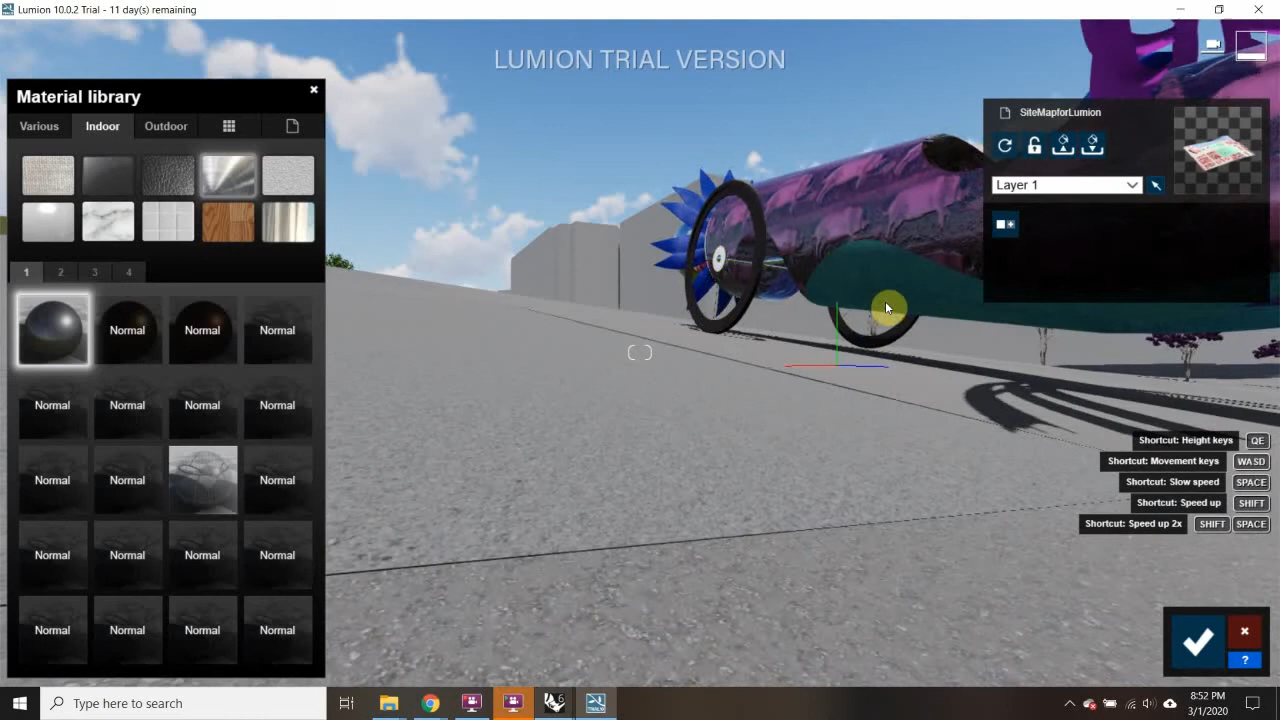 Lumion 10.0.2 Trial - 11 day(s) remaining
LUMION TRIAL VERSION
Material library
Various Indoor Outdoor
1 2 3 4
Normal Normal Normal
Normal Normal Normal Normal
Normal Normal Normal
Normal Normal Normal Normal
Normal Normal Normal Normal
SiteMapforLumion
Layer 1
Shortcut: Height keys QE
Shortcut: Movement keys WASD
Shortcut: Slow speed SPACE
Shortcut: Speed up SHIFT
Shortcut: Speed up 2x SHIFT SPACE
?
Type here to search
8:52 PM
3/1/2020